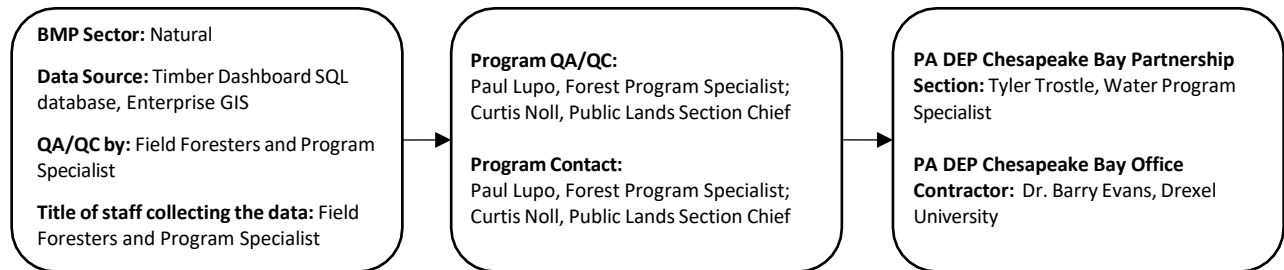 BMP Sector: Natural
Data Source: Timber Dashboard SQL
database, Enterprise GIS
QA/QC by: Field Foresters and Program
Specialist
Title of staff collecting the data: Field
Foresters and Program Specialist
Program QA/QC:
Paul Lupo, Forest Program Specialist;
Curtis Noll, Public Lands Section Chief
Program Contact:
Paul Lupo, Forest Program Specialist;
Curtis Noll, Public Lands Section Chief
PA DEP Chesapeake Bay Partnership
Section: Tyler Trostle, Water Program
Specialist
PA DEP Chesapeake Bay Office
Contractor: Dr. Barry Evans, Drexel
University